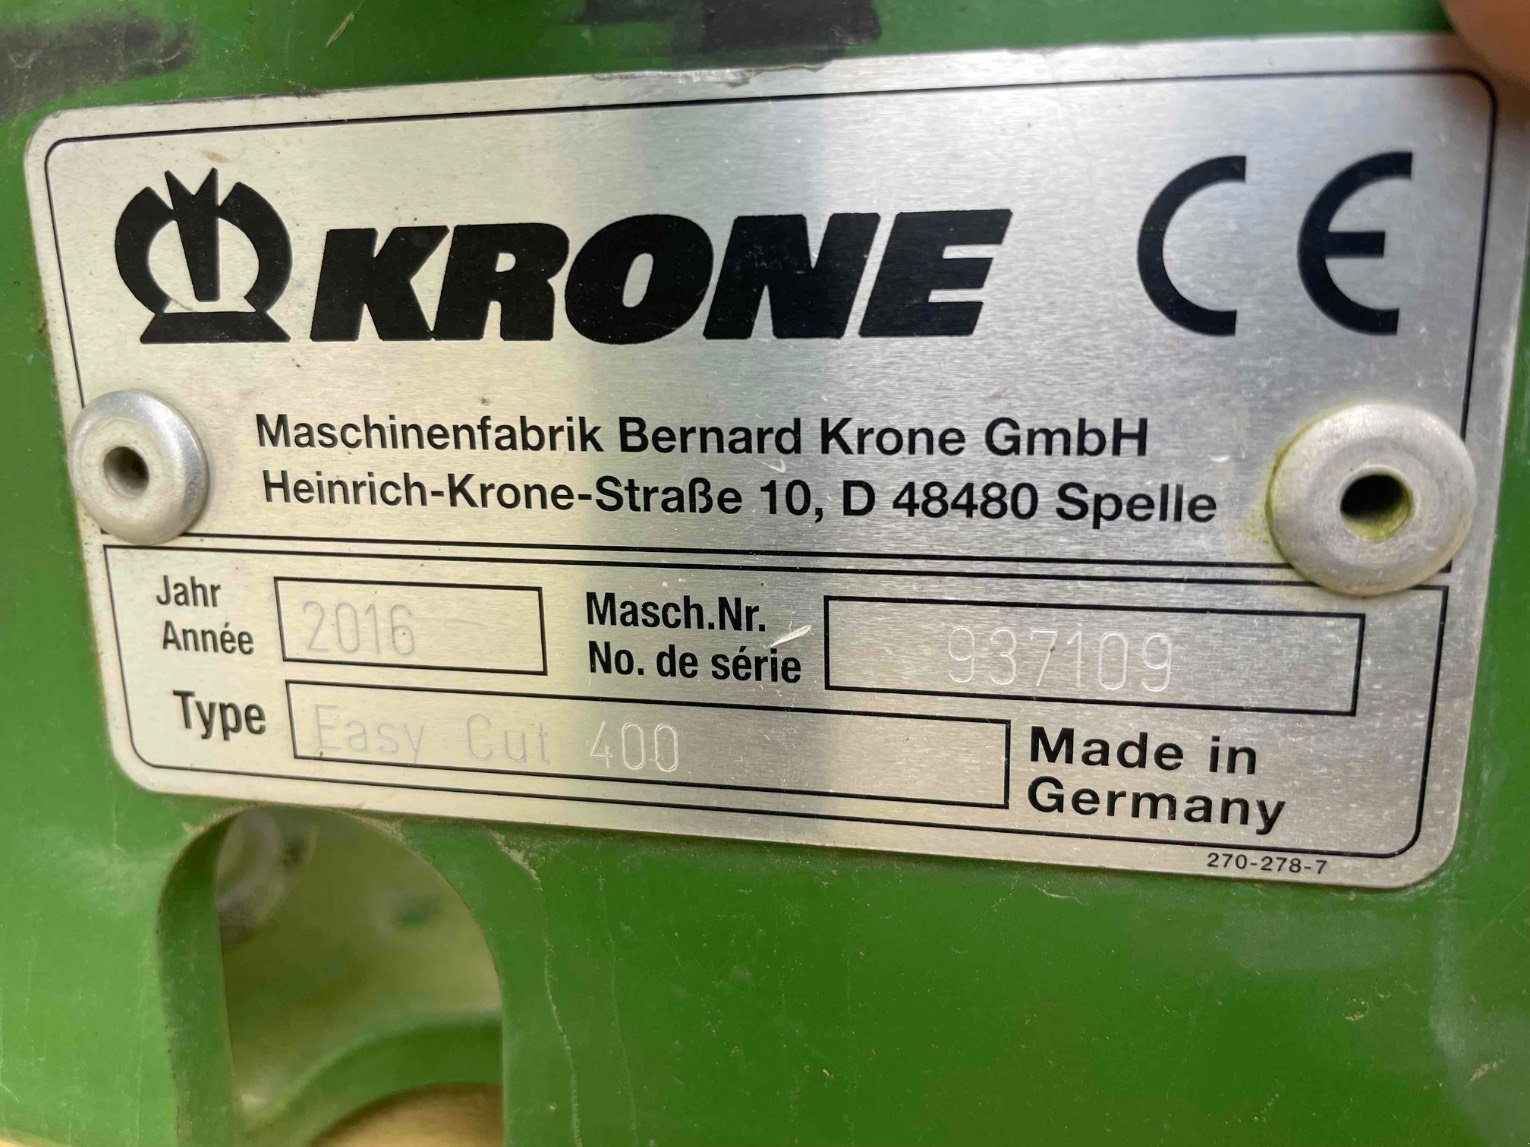 KRONE CE
Maschinenfabrik Bernard Krone GmbH
Heinrich-Krone-Straße 10, D 48480 Spelle
Jahr
Année
2016
Masch.Nr.
No. de série
937109
Type
Easy Cut 400
Made in
Germany
270-278-7